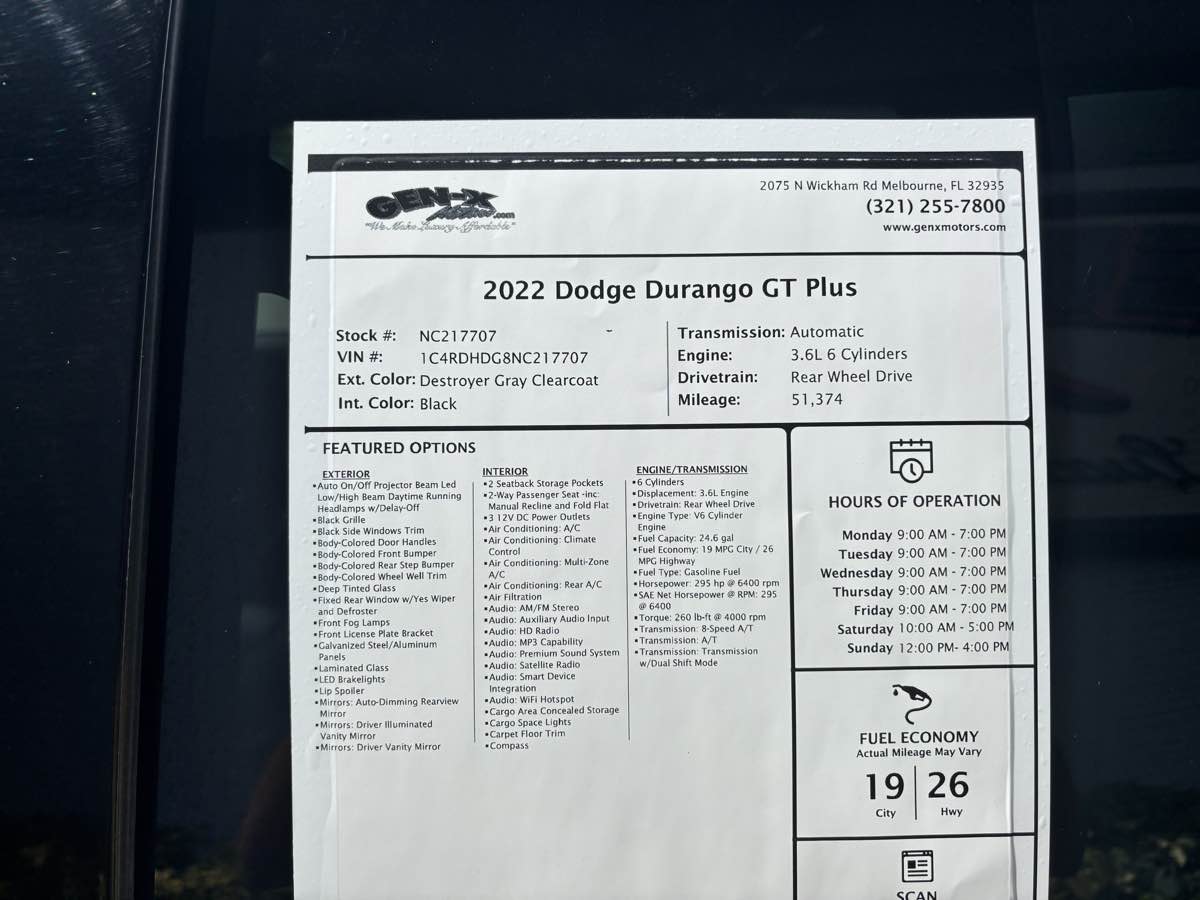 GEN-X
Motors.com
"We Make Luxury Affordable"
2075 N Wickham Rd Melbourne, FL 32935
(321) 255-7800
www.genxmotors.com
2022 Dodge Durango GT Plus
Stock #: NC217707
VIN #: 1C4RDHDG8NC217707
Ext. Color: Destroyer Gray Clearcoat
Int. Color: Black
Transmission: Automatic
Engine: 3.6L 6 Cylinders
Drivetrain: Rear Wheel Drive
Mileage: 51,374
FEATURED OPTIONS
EXTERIOR
▪Auto On/Off Projector Beam Led
Low/High Beam Daytime Running
Headlamps w/Delay-Off
▪Black Grille
▪Black Side Windows Trim
▪Body-Colored Door Handles
▪Body-Colored Front Bumper
▪Body-Colored Rear Step Bumper
▪Body-Colored Wheel Well Trim
▪Deep Tinted Glass
▪Fixed Rear Window w/Yes Wiper
and Defroster
▪Front Fog Lamps
▪Front License Plate Bracket
▪Galvanized Steel/Aluminum
Panels
▪Laminated Glass
▪LED Brakelights
▪Lip Spoiler
▪Mirrors: Auto-Dimming Rearview
Mirror
▪Mirrors: Driver Illuminated
Vanity Mirror
▪Mirrors: Driver Vanity Mirror
INTERIOR
▪2 Seatback Storage Pockets
▪2-Way Passenger Seat -inc:
Manual Recline and Fold Flat
▪3 12V DC Power Outlets
▪Air Conditioning: A/C
▪Air Conditioning: Climate
Control
▪Air Conditioning: Multi-Zone
A/C
▪Air Conditioning: Rear A/C
▪Air Filtration
▪Audio: AM/FM Stereo
▪Audio: Auxiliary Audio Input
▪Audio: HD Radio
▪Audio: MP3 Capability
▪Audio: Premium Sound System
▪Audio: Satellite Radio
▪Audio: Smart Device
Integration
▪Audio: WiFi Hotspot
▪Cargo Area Concealed Storage
▪Cargo Space Lights
▪Carpet Floor Trim
▪Compass
ENGINE/TRANSMISSION
▪6 Cylinders
▪Displacement: 3.6L Engine
▪Drivetrain: Rear Wheel Drive
▪Engine Type: V6 Cylinder
Engine
▪Fuel Capacity: 24.6 gal
▪Fuel Economy: 19 MPG City / 26
MPG Highway
▪Fuel Type: Gasoline Fuel
▪Horsepower: 295 hp @ 6400 rpm
▪SAE Net Horsepower @ RPM: 295
@ 6400
▪Torque: 260 lb-ft @ 4000 rpm
▪Transmission: 8-Speed A/T
▪Transmission: A/T
▪Transmission: Transmission
w/Dual Shift Mode
HOURS OF OPERATION
Monday 9:00 AM - 7:00 PM
Tuesday 9:00 AM - 7:00 PM
Wednesday 9:00 AM - 7:00 PM
Thursday 9:00 AM - 7:00 PM
Friday 9:00 AM - 7:00 PM
Saturday 10:00 AM - 5:00 PM
Sunday 12:00 PM- 4:00 PM
FUEL ECONOMY
Actual Mileage May Vary
19 26
City Hwy
SCAN